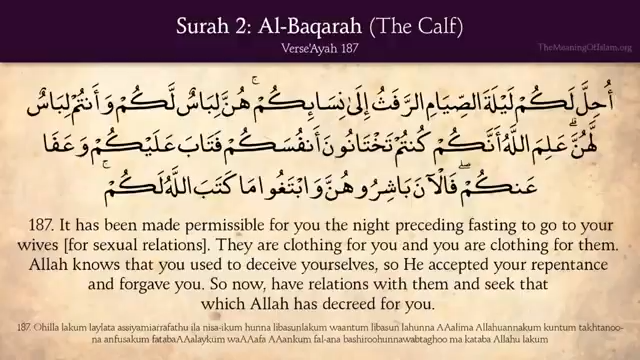 Surah 2: Al-Baqarah (The Calf)
Verse'Ayah 187
TheMeaningOfIslam.org
أُحِلَّ لَكُمْ لَيْلَةَ الصِّيَامِ الرَّفَثُ إِلَىٰ نِسَائِكُمْ ۚ هُنَّ لِبَاسٌ لَّكُمْ وَأَنتُمْ لِبَاسٌ
لَّهُنَّ ۗ عَلِمَ اللَّهُ أَنَّكُمْ كُنتُمْ تَخْتَانُونَ أَنفُسَكُمْ فَتَابَ عَلَيْكُمْ وَعَفَا
عَنكُمْ ۖ فَالْآنَ بَاشِرُوهُنَّ وَابْتَغُوا مَا كَتَبَ اللَّهُ لَكُمْ ۚ
187. It has been made permissible for you the night preceding fasting to go to your
wives [for sexual relations]. They are clothing for you and you are clothing for them.
Allah knows that you used to deceive yourselves, so He accepted your repentance
and forgave you. So now, have relations with them and seek that
which Allah has decreed for you.
187. Ohilla lakum laylata assiyamiarrafathu ila nisa-ikum hunna libasunlakum waantum libasun lahunna AAalima Allahuannakum kuntum takhtanoo-
na anfusakum fatabaAAalaykum waAAafa AAankum fal-ana bashiroohunnawabtaghoo ma kataba Allahu lakum